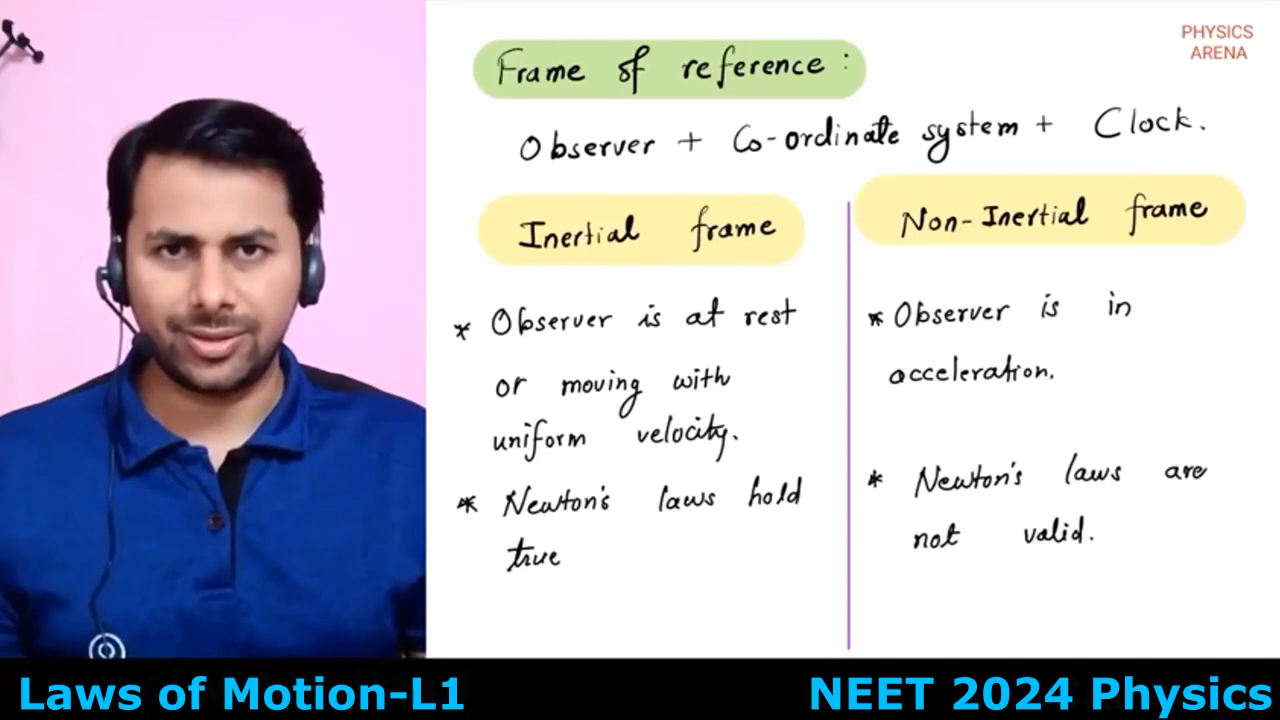 PHYSICS
ARENA
Frame of reference :
Observer + Co-ordinate system + Clock.
Inertial frame
* Observer is at rest
or moving with
uniform velocity.
* Newton's laws hold
true
Non-Inertial frame
* Observer is in
acceleration.
* Newton's laws are
not valid.
Laws of Motion-L1
NEET 2024 Physics